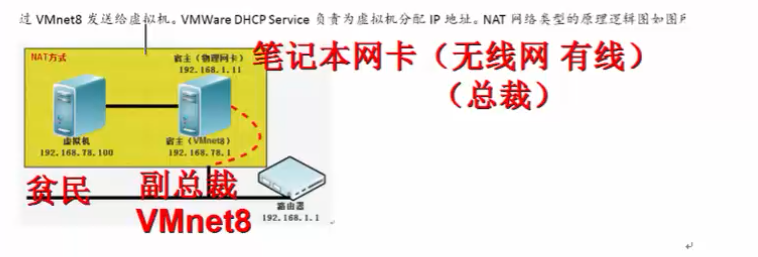 过 VMnet8 发送给虚拟机。VMWare DHCP Service 负责为虚拟机分配 IP 地址。NAT 网络类型的原理逻辑图如图所
NAT方式
宿主（物理网卡）
192.168.1.11
笔记本网卡（无线网 有线）
（总裁）
虚拟机
192.168.78.100
宿主（VMnet8）
192.168.78.1
贫民
副总裁
VMnet8
路由器
192.168.1.1